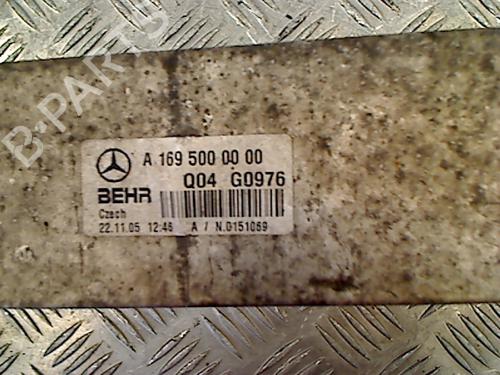 B-PARTS
A 169 500 00 00
Q04 G0976
BEHR
Czech
22.11.05 12:46 A / N.0151069